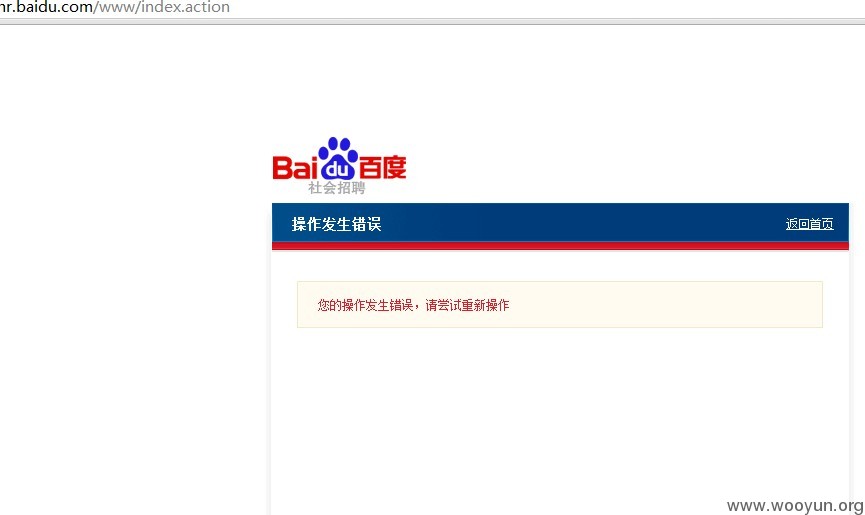 hr.baidu.com/www/index.action
Bai du 百度
社会招聘
操作发生错误 返回首页
您的操作发生错误，请尝试重新操作
www.wooyun.org